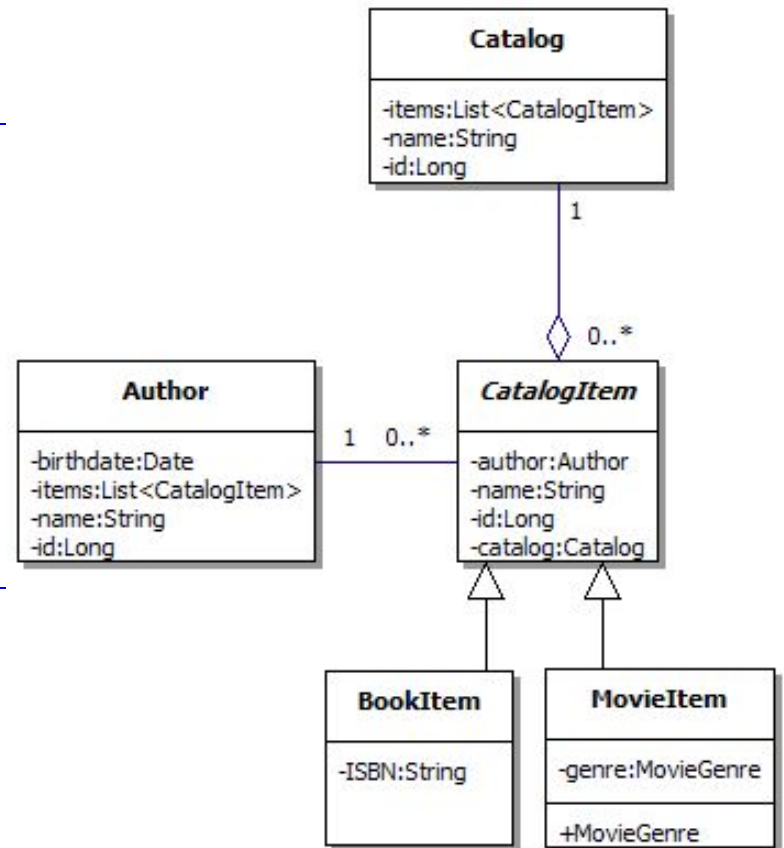 Catalog
-items:List<CatalogItem>
-name:String
-id:Long
1
0..*
Author
-birthdate:Date
-items:List<CatalogItem>
-name:String
-id:Long
1 0..*
CatalogItem
-author:Author
-name:String
-id:Long
-catalog:Catalog
BookItem
-ISBN:String
MovieItem
-genre:MovieGenre
+MovieGenre